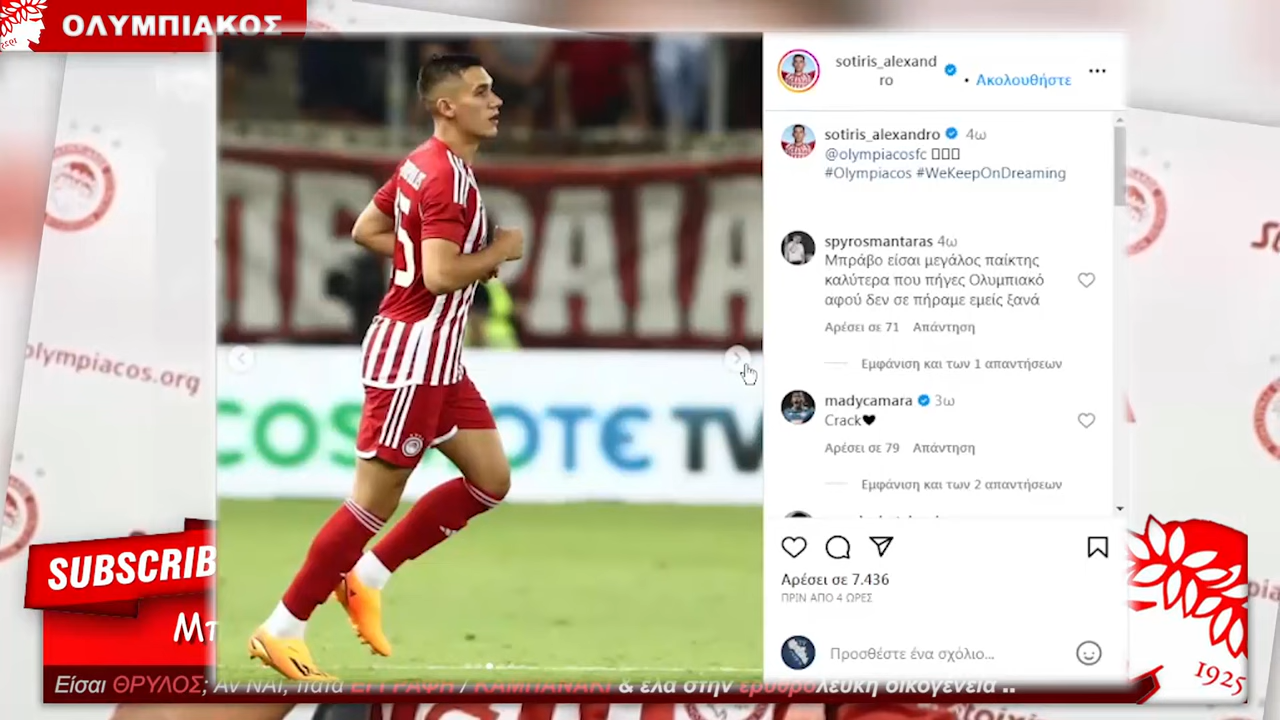 ΟΛΥΜΠΙΑΚΟΣ
olympiacos.org
SUBSCRIB
Είσαι ΘΡΥΛΟΣ; Αν ΝΑΙ, πάτα ΕΓΓΡΑΦΗ / ΚΑΜΠΑΝΑΚΙ & έλα στην ερυθρόλευκη οικογένεια ..
1925
15
ΠΕΙΡΑΙΑ
COSMOTE TV
sotiris_alexand
ro
• Ακολουθήστε
sotiris_alexandro 4ω
@olympiacosfc
#Olympiacos #WeKeepOnDreaming
spyrosmantaras 4ω
Μπράβο είσαι μεγάλος παίκτης
καλύτερα που πήγες Ολυμπιακό
αφού δεν σε πήραμε εμείς ξανά
Αρέσει σε 71 Απάντηση
Εμφάνιση και των 1 απαντήσεων
madycamara 3ω
Crack🖤
Αρέσει σε 79 Απάντηση
Εμφάνιση και των 2 απαντήσεων
Αρέσει σε 7.436
ΠΡΙΝ ΑΠΟ 4 ΩΡΕΣ
Προσθέστε ένα σχόλιο...